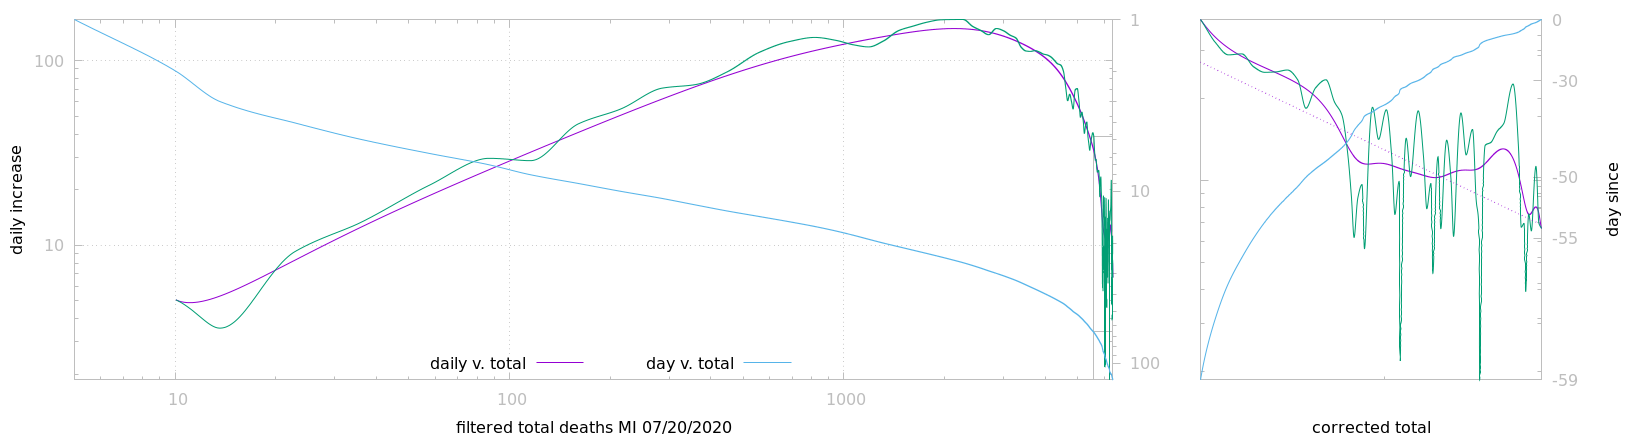 1
0
100
-30
daily increase
-50
day since
10
10
-55
daily v. total
day v. total
100
-59
10
100
1000
filtered total deaths MI 07/20/2020
corrected total